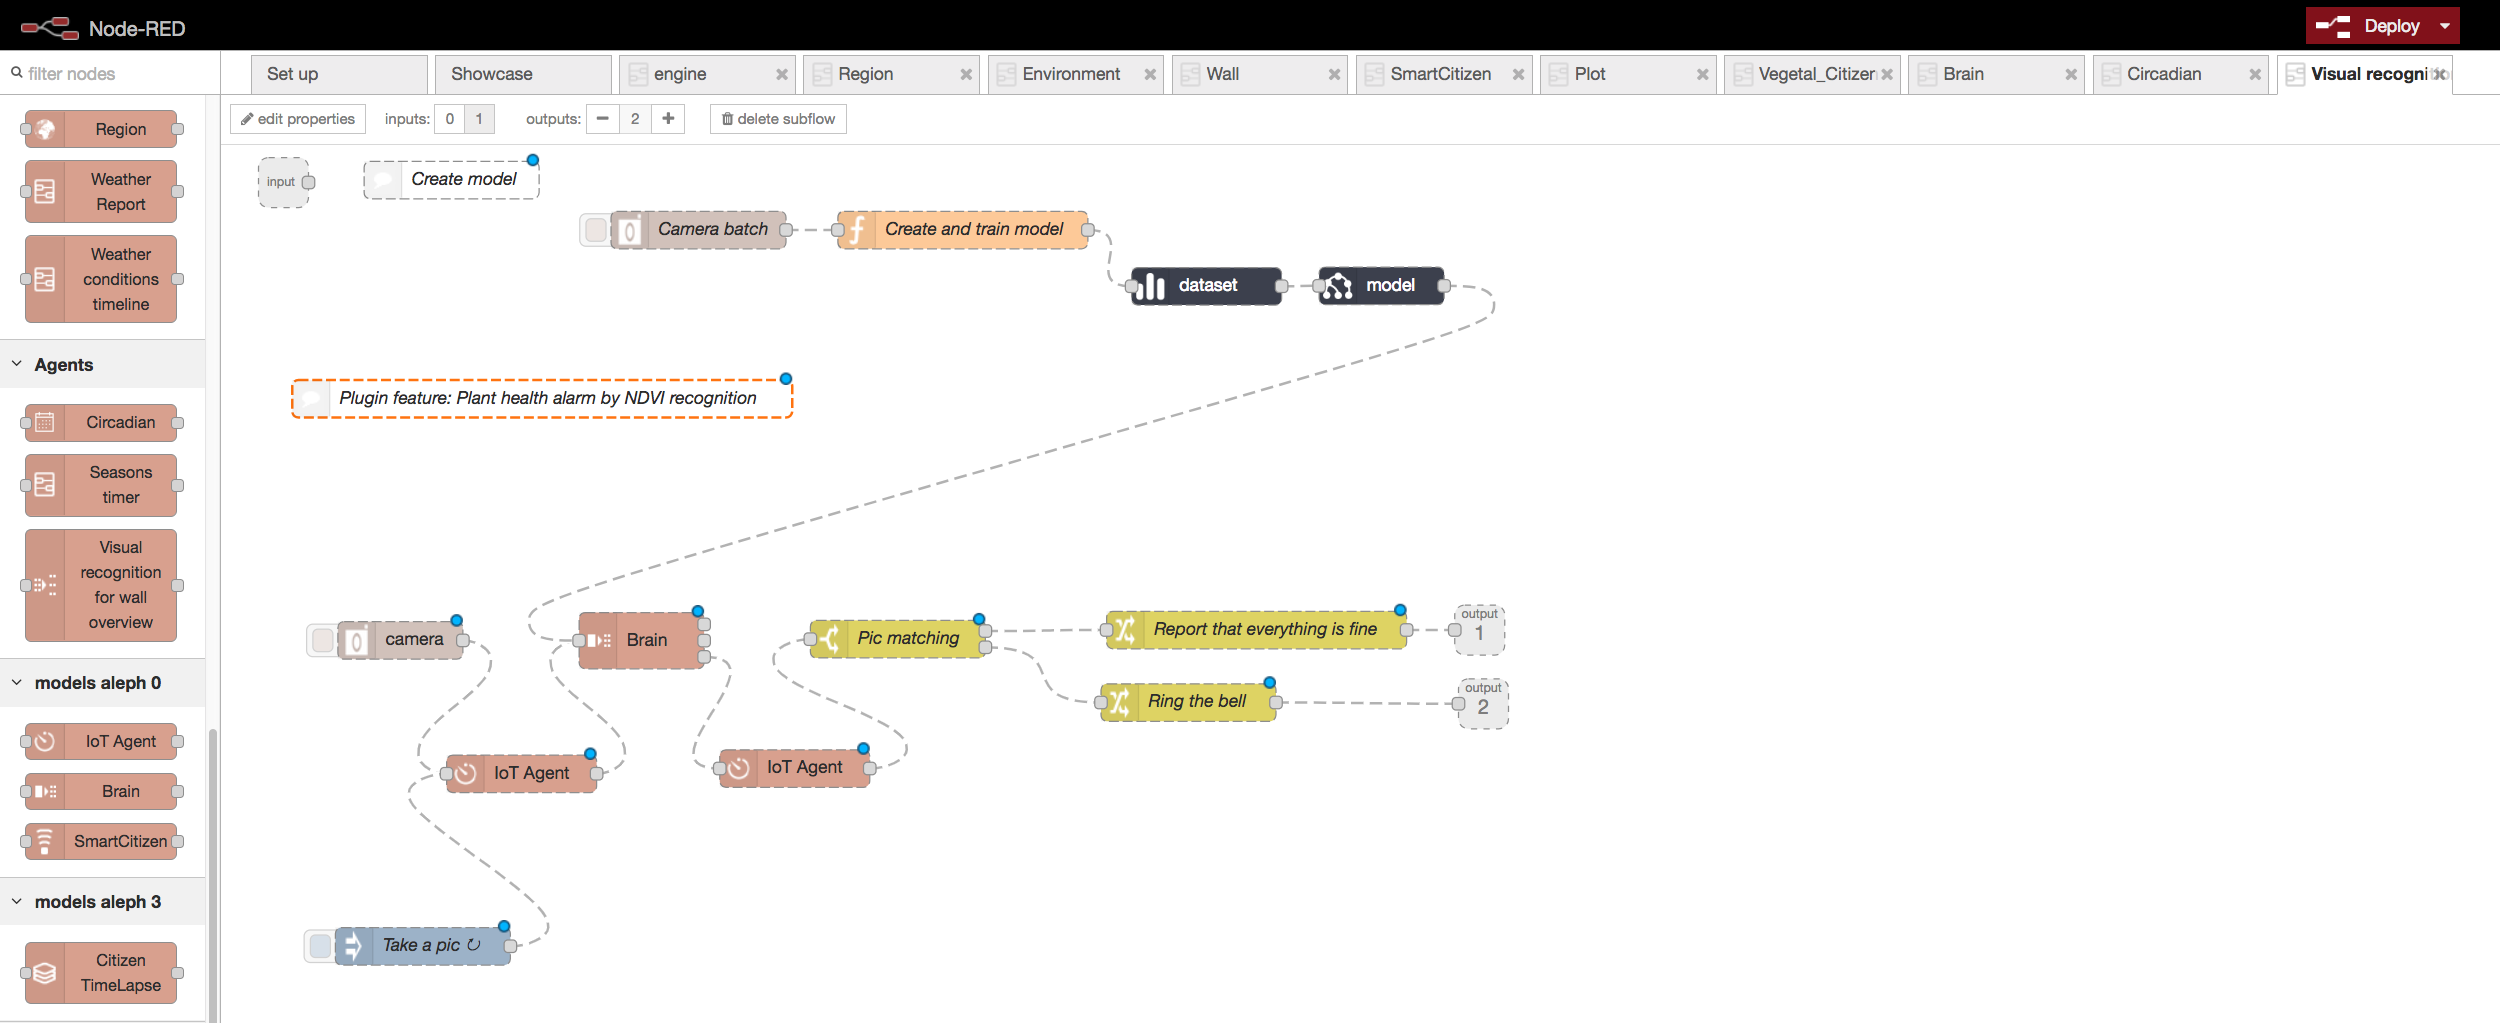 Node-RED
Deploy
filter nodes
Set up
Showcase
engine
Region
Environment
Wall
SmartCitizen
Plot
Vegetal_Citizen
Brain
Circadian
Visual recogni
edit properties
inputs: 0 1
outputs: 2
delete subflow
Region
Weather
Report
Weather
conditions
timeline
Agents
Circadian
Seasons
timer
Visual
recognition
for wall
overview
models aleph 0
IoT Agent
Brain
SmartCitizen
models aleph 3
Citizen
TimeLapse
input
Create model
Camera batch
Create and train model
dataset
model
Plugin feature: Plant health alarm by NDVI recognition
camera
Brain
Pic matching
Report that everything is fine
output
1
Ring the bell
output
2
IoT Agent
IoT Agent
Take a pic ↻